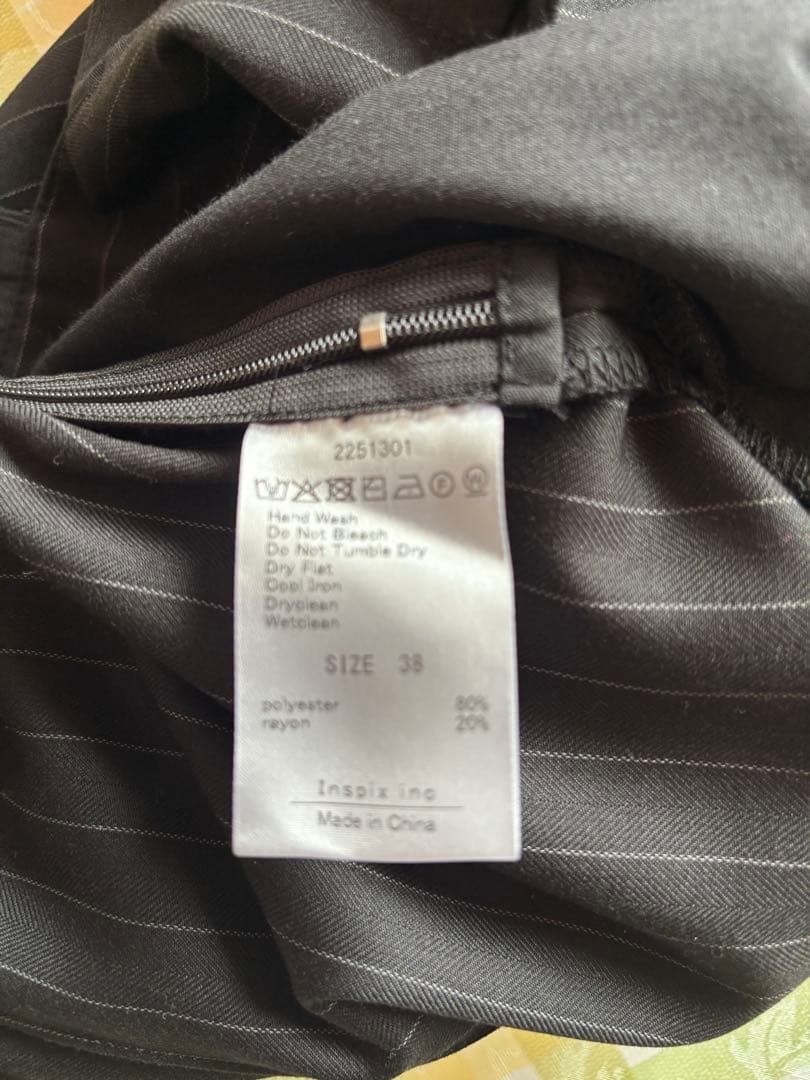 2251301
Hand Wash
Do Not Bleach
Do Not Tumble Dry
Dry Flat
Cool Iron
Dryclean
Wetclean
SIZE 38
polyester 80%
rayon 20%
Inspix inc
Made in China